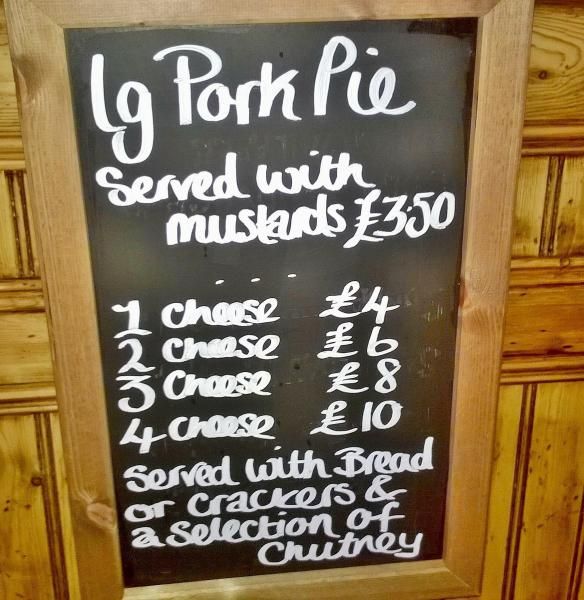 lg Pork Pie
Served with
mustards £3.50
. . . .
1 cheese £4
2 cheese £6
3 cheese £8
4 cheese £10
Served with Bread
or Crackers &
a Selection of
Chutney